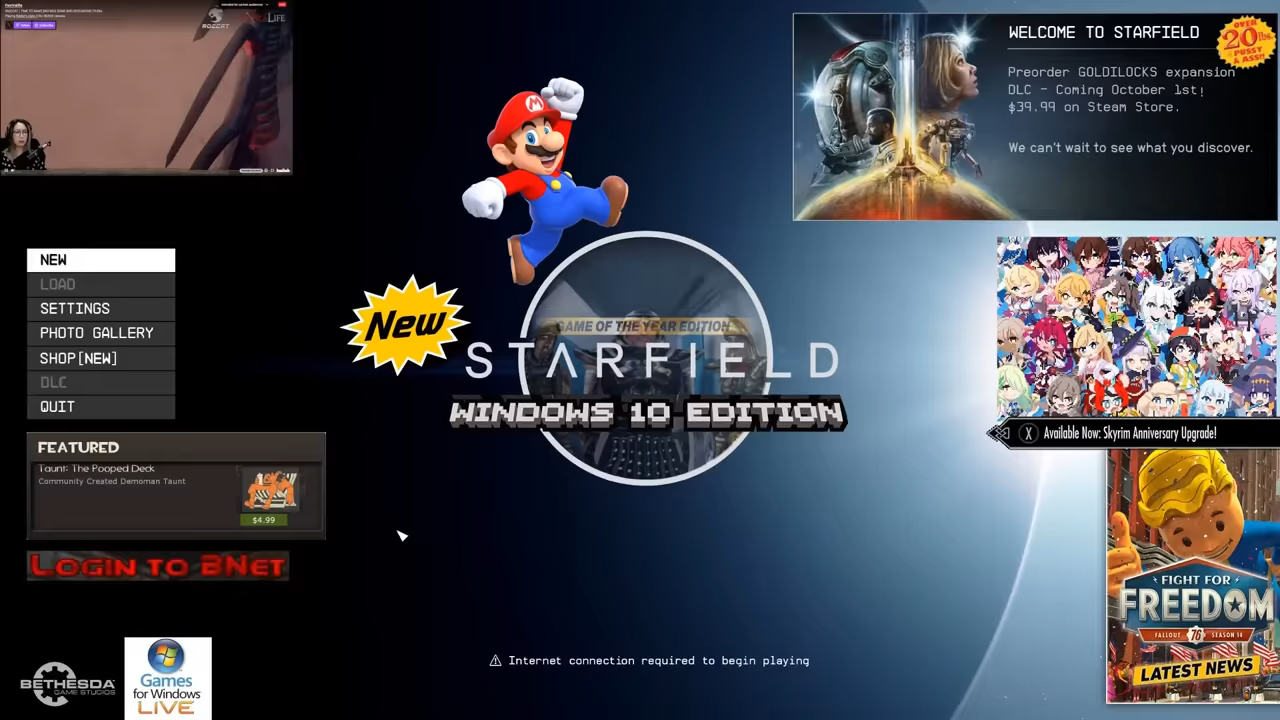 ROCCAT
LIFE
WELCOME TO STARFIELD
OVER
20 lbs.
PUSSY
& ASS!!
Preorder GOLDILOCKS expansion
DLC - Coming October 1st!
$39.99 on Steam Store.
We can't wait to see what you discover.
M
NEW
LOAD
SETTINGS
PHOTO GALLERY
SHOP[NEW]
DLC
QUIT
New
GAME OF THE YEAR EDITION
STARFIELD
WINDOWS 10 EDITION
X Available Now: Skyrim Anniversary Upgrade!
FEATURED
Taunt: The Pooped Deck
Community Created Demoman Taunt
$4.99
LOGIN TO BNET
FIGHT FOR
FREEDOM
FALLOUT 76 SEASON 14
LATEST NEWS
⚠ Internet connection required to begin playing
BETHESDA
GAME STUDIOS
Games
for Windows
LIVE